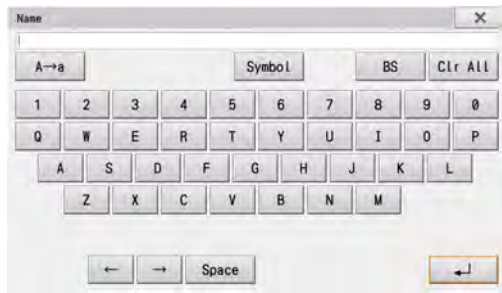 Name ×
A→a Symbol BS Clr All
1 2 3 4 5 6 7 8 9 0
Q W E R T Y U I O P
A S D F G H J K L
Z X C V B N M
← → Space ↵